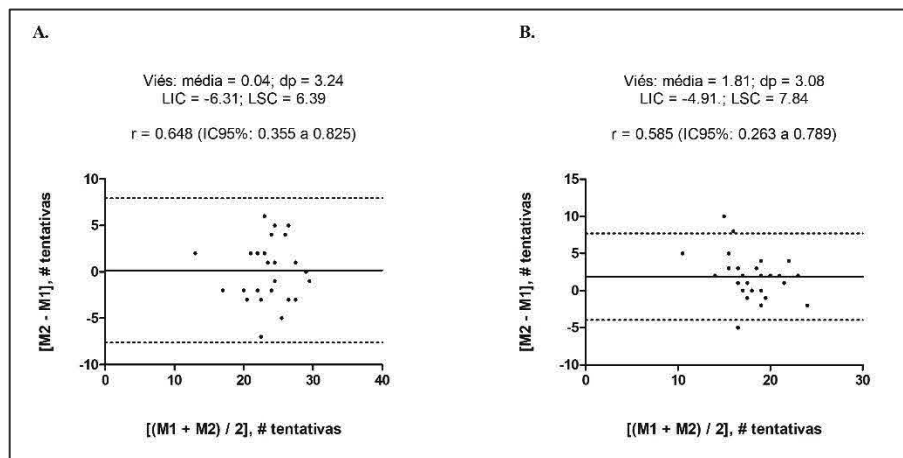 A.
Viés: média = 0.04; dp = 3.24
LIC = -6.31; LSC = 6.39
r = 0.648 (IC95%: 0.355 a 0.825)
10
5
0
-5
-10
0
10
20
30
40
[M2 - M1], # tentativas
[(M1 + M2) / 2], # tentativas
B.
Viés: média = 1.81; dp = 3.08
LIC = -4.91.; LSC = 7.84
r = 0.585 (IC95%: 0.263 a 0.789)
15
10
5
0
-5
-10
0
10
20
30
[M2 - M1], # tentativas
[(M1 + M2) / 2], # tentativas